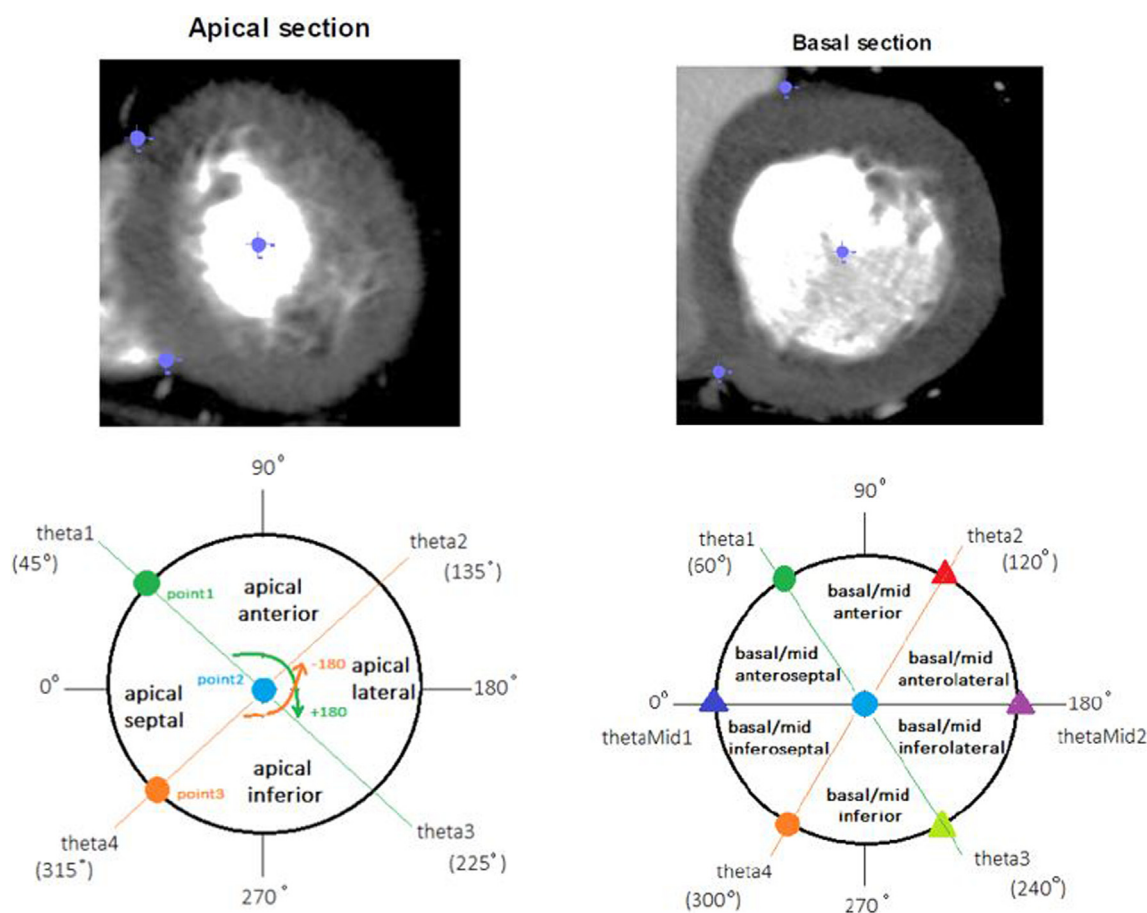 Apical section
Basal section
90°
theta1
(45°)
theta2
(135°)
point1
apical
anterior
-180
apical
lateral
point2
0°
180°
apical
septal
+180
apical
inferior
point3
theta4
(315°)
theta3
(225°)
270°
90°
theta1
(60°)
theta2
(120°)
basal/mid
anterior
basal/mid
anteroseptal
basal/mid
anterolateral
0°
180°
thetaMid1
thetaMid2
basal/mid
inferoseptal
basal/mid
inferolateral
basal/mid
inferior
theta4
(300°)
theta3
(240°)
270°